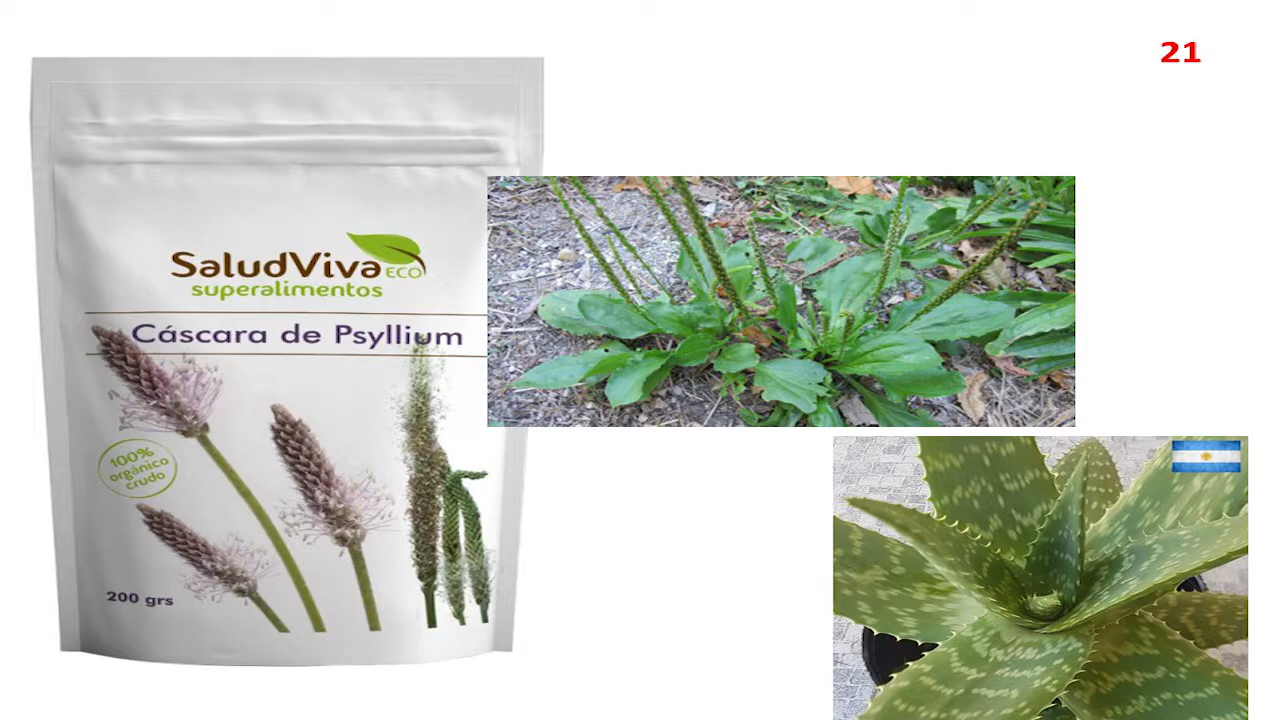 21
SaludViva ECO
superalimentos
Cáscara de Psyllium
100%
orgánico
crudo
200 grs